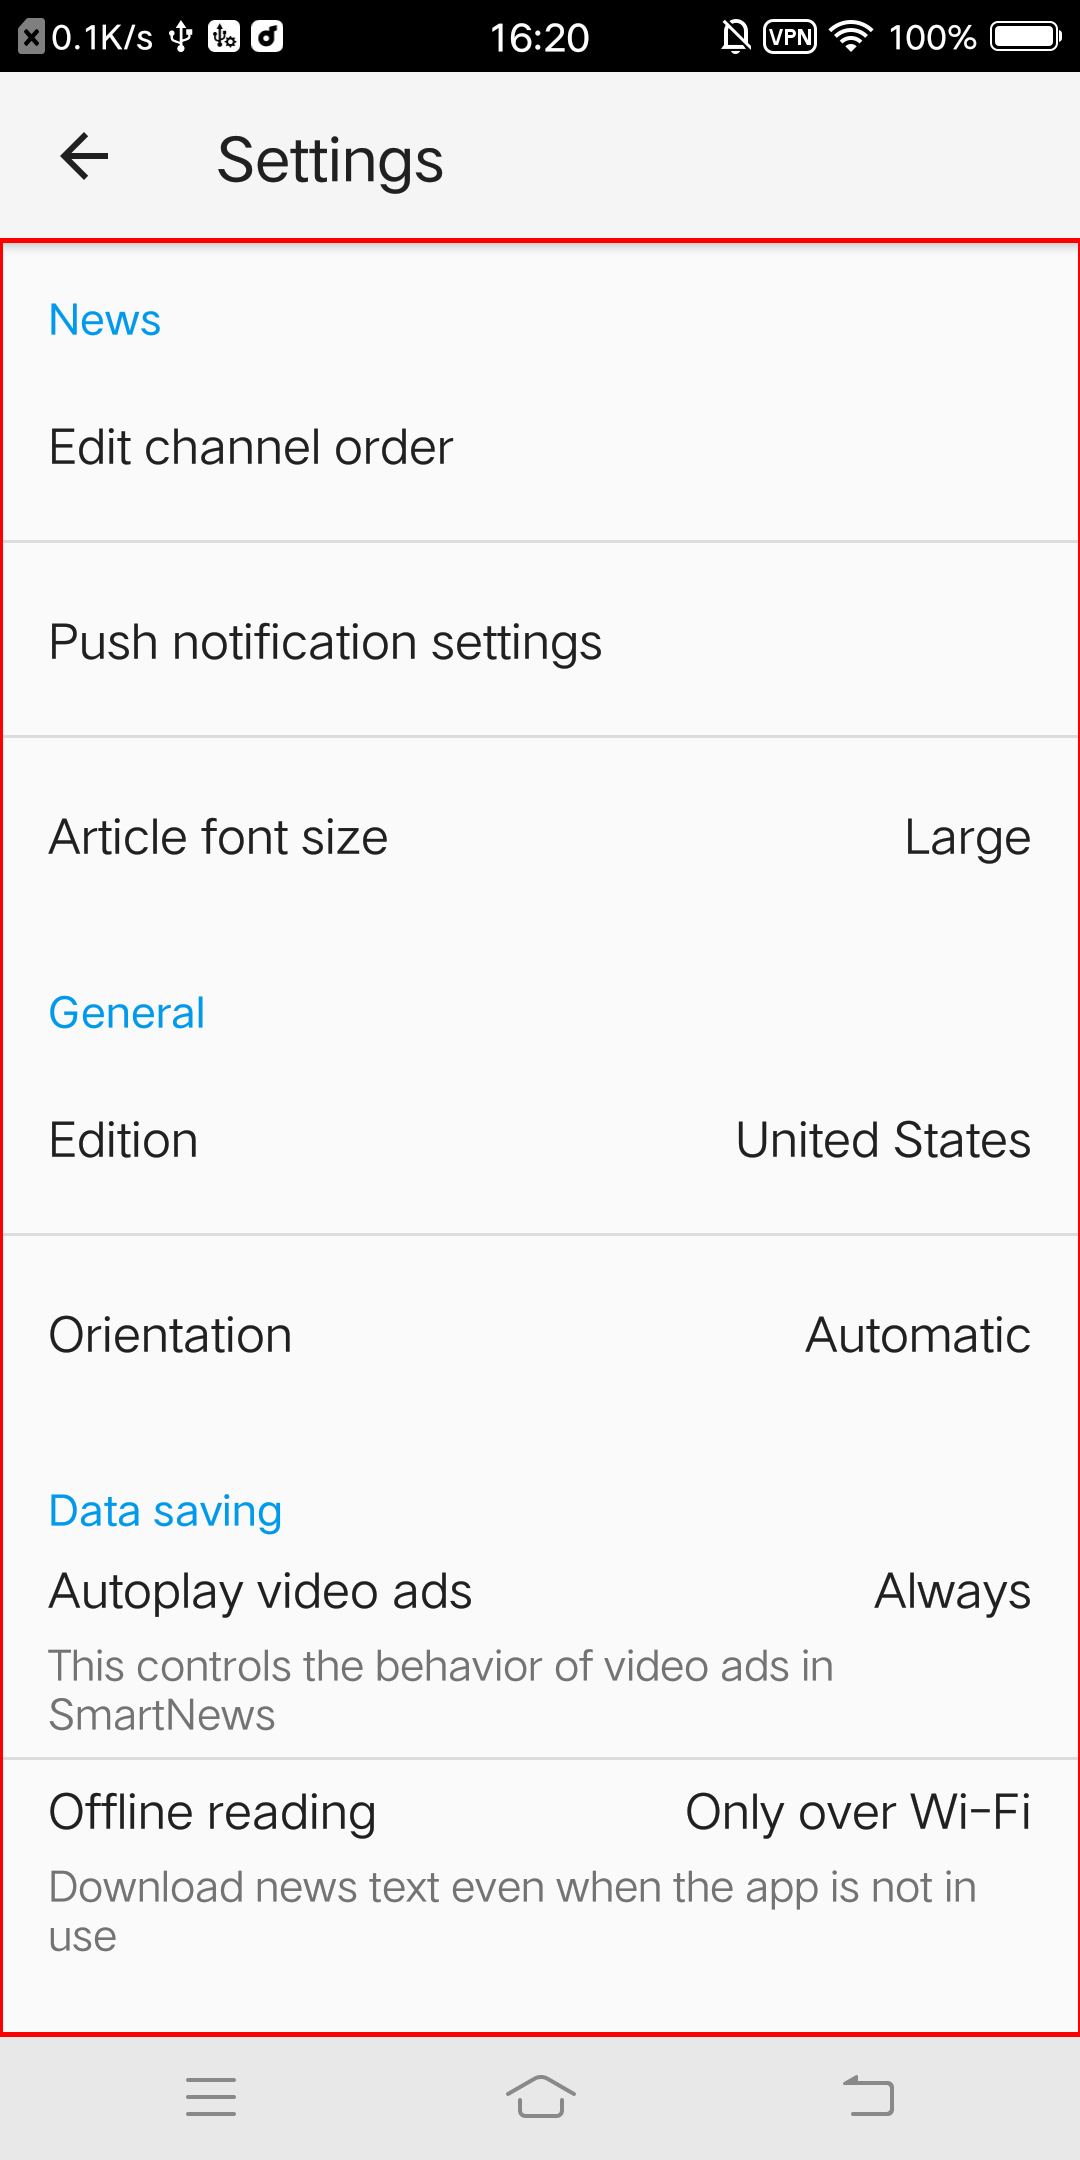 0.1K/s 16:20 VPN 100%
Settings
News
Edit channel order
Push notification settings
Article font size Large
General
Edition United States
Orientation Automatic
Data saving
Autoplay video ads Always
This controls the behavior of video ads in
SmartNews
Offline reading Only over Wi-Fi
Download news text even when the app is not in
use